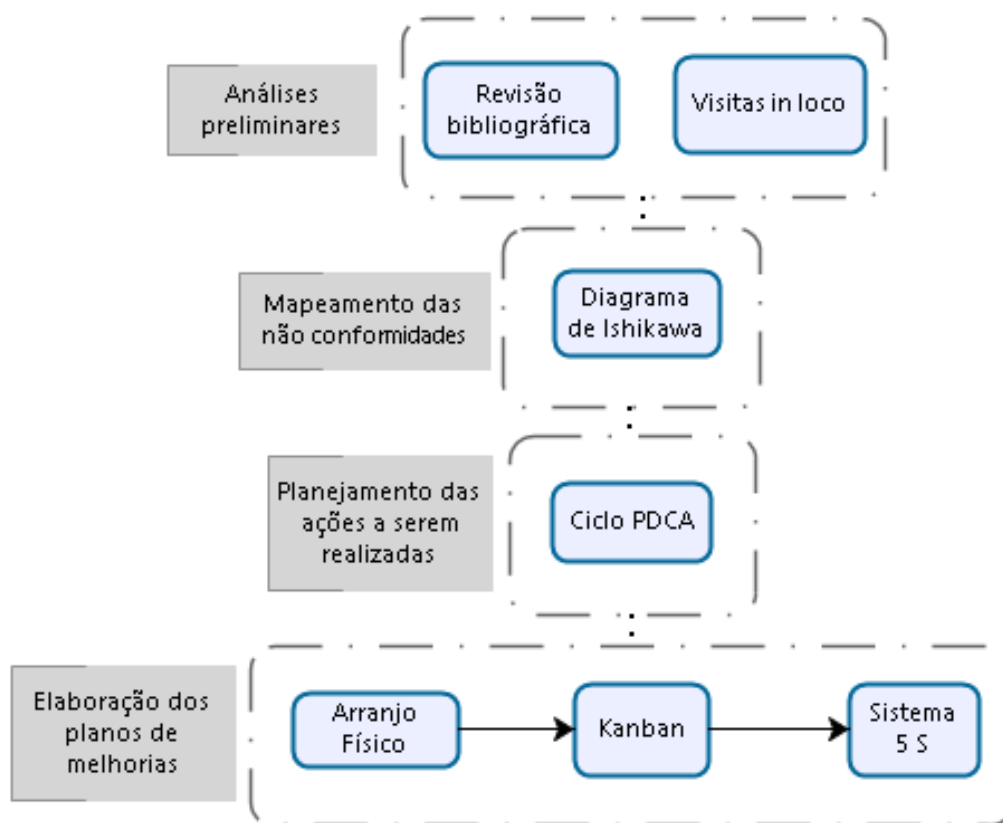 Análises
preliminares
Revisão
bibliográfica
Visitas in loco
Mapeamento das
não conformidades
Diagrama
de Ishikawa
Planejamento das
ações a serem
realizadas
Ciclo PDCA
Elaboração dos
planos de
melhorias
Arranjo
Físico
Kanban
Sistema
5 S